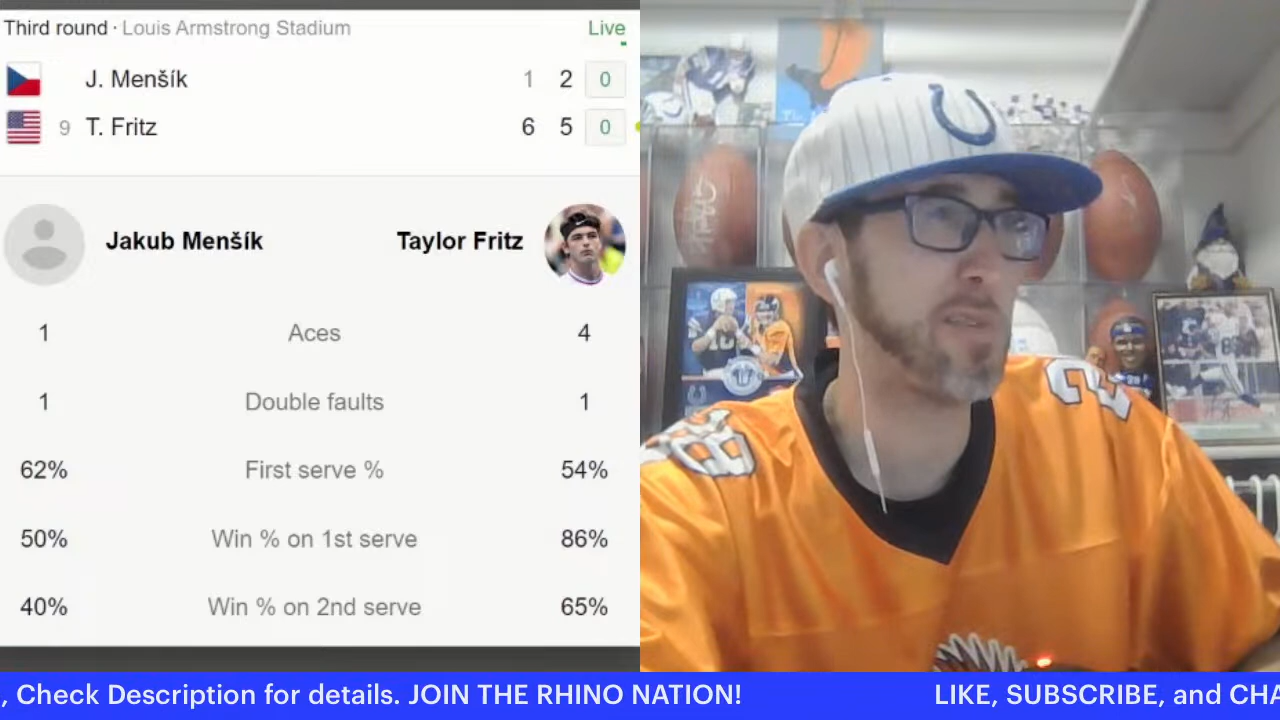 Third round · Louis Armstrong Stadium Live
J. Menšík 1 2 0
9 T. Fritz 6 5 0
Jakub Menšík Taylor Fritz
1 Aces 4
1 Double faults 1
62% First serve % 54%
50% Win % on 1st serve 86%
40% Win % on 2nd serve 65%
, Check Description for details. JOIN THE RHINO NATION! LIKE, SUBSCRIBE, and CHA